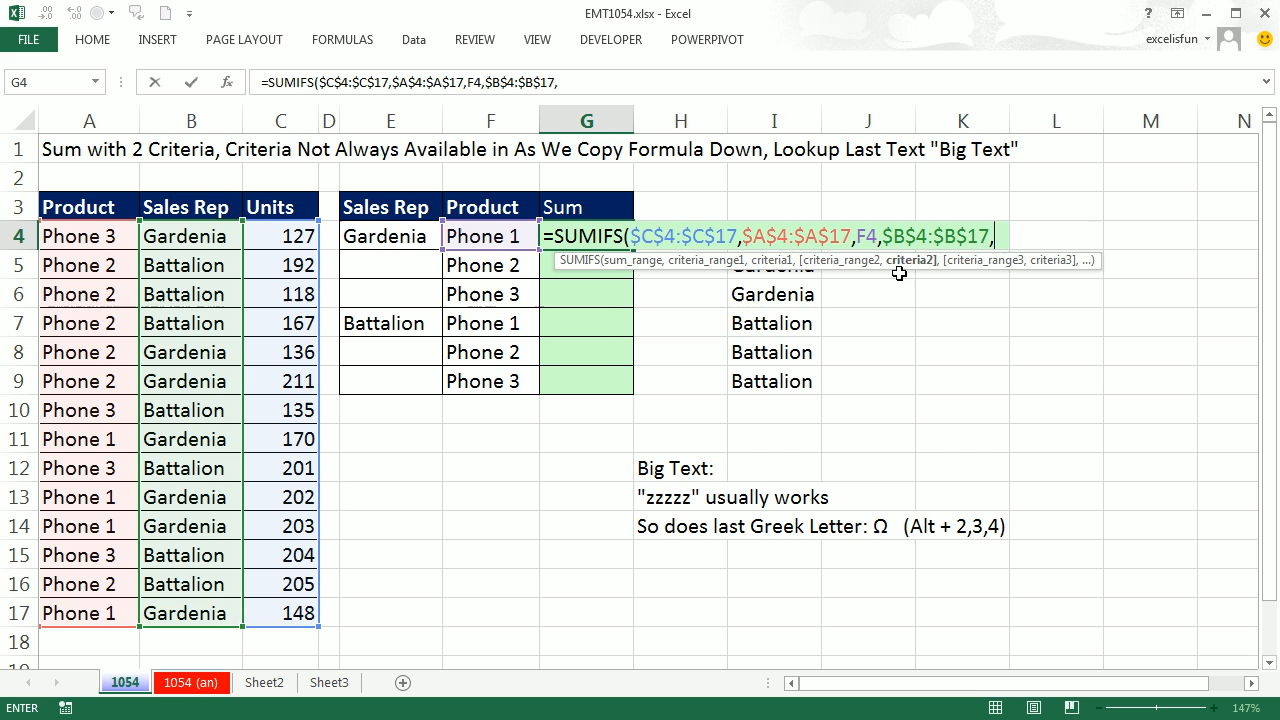 EMT1054.xlsx - Excel
FILE HOME INSERT PAGE LAYOUT FORMULAS Data REVIEW VIEW DEVELOPER POWERPIVOT excelisfun
G4 fx =SUMIFS($C$4:$C$17,$A$4:$A$17,F4,$B$4:$B$17,
A B C D E F G H I J K L M N
1 Sum with 2 Criteria, Criteria Not Always Available in As We Copy Formula Down, Lookup Last Text "Big Text"
2
3 Product Sales Rep Units Sales Rep Product Sum
4 Phone 3 Gardenia 127 Gardenia Phone 1 =SUMIFS($C$4:$C$17,$A$4:$A$17,F4,$B$4:$B$17,
SUMIFS(sum_range, criteria_range1, criteria1, [criteria_range2, criteria2], [criteria_range3, criteria3], ...)
5 Phone 2 Battalion 192 Phone 2 Gardenia
6 Phone 2 Battalion 118 Phone 3 Gardenia
7 Phone 2 Battalion 167 Battalion Phone 1 Battalion
8 Phone 2 Gardenia 136 Phone 2 Battalion
9 Phone 2 Gardenia 211 Phone 3 Battalion
10 Phone 3 Battalion 135
11 Phone 1 Gardenia 170
12 Phone 3 Battalion 201 Big Text:
13 Phone 1 Gardenia 202 "zzzzz" usually works
14 Phone 1 Gardenia 203 So does last Greek Letter: Ω (Alt + 2,3,4)
15 Phone 3 Battalion 204
16 Phone 2 Battalion 205
17 Phone 1 Gardenia 148
18
19
1054 1054 (an) Sheet2 Sheet3
ENTER 147%